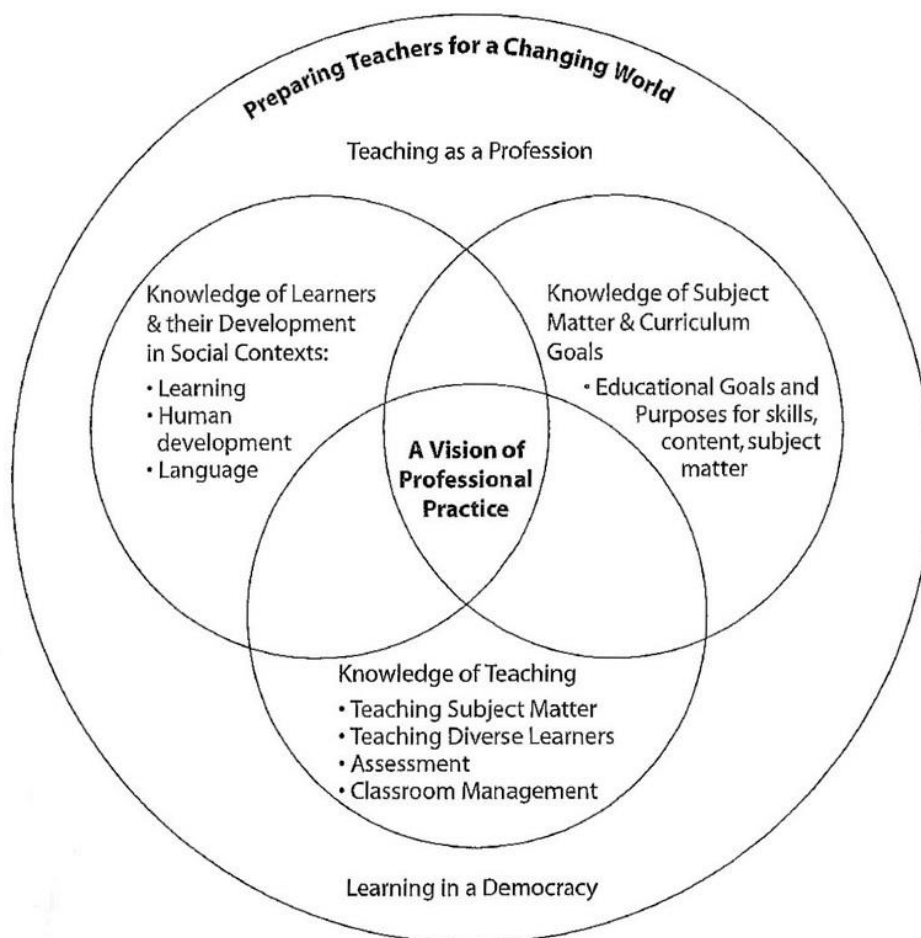 Preparing Teachers for a Changing World
Teaching as a Profession
Knowledge of Learners
& their Development
in Social Contexts:
• Learning
• Human
development
• Language
Knowledge of Subject
Matter & Curriculum
Goals
• Educational Goals and
Purposes for skills,
content, subject
matter
A Vision of
Professional
Practice
Knowledge of Teaching
• Teaching Subject Matter
• Teaching Diverse Learners
• Assessment
• Classroom Management
Learning in a Democracy